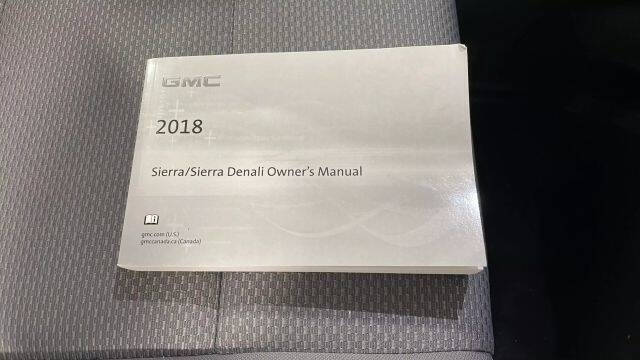 GMC
2018
Sierra/Sierra Denali Owner's Manual
gmc.com (U.S.)
gmccanada.ca (Canada)